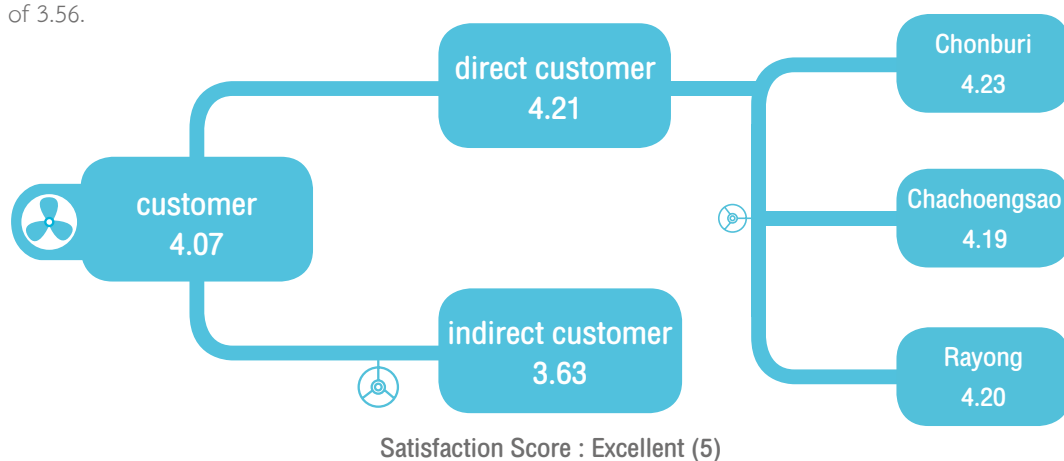 of 3.56.
customer
4.07
direct customer
4.21
indirect customer
3.63
Chonburi
4.23
Chachoengsao
4.19
Rayong
4.20
Satisfaction Score : Excellent (5)